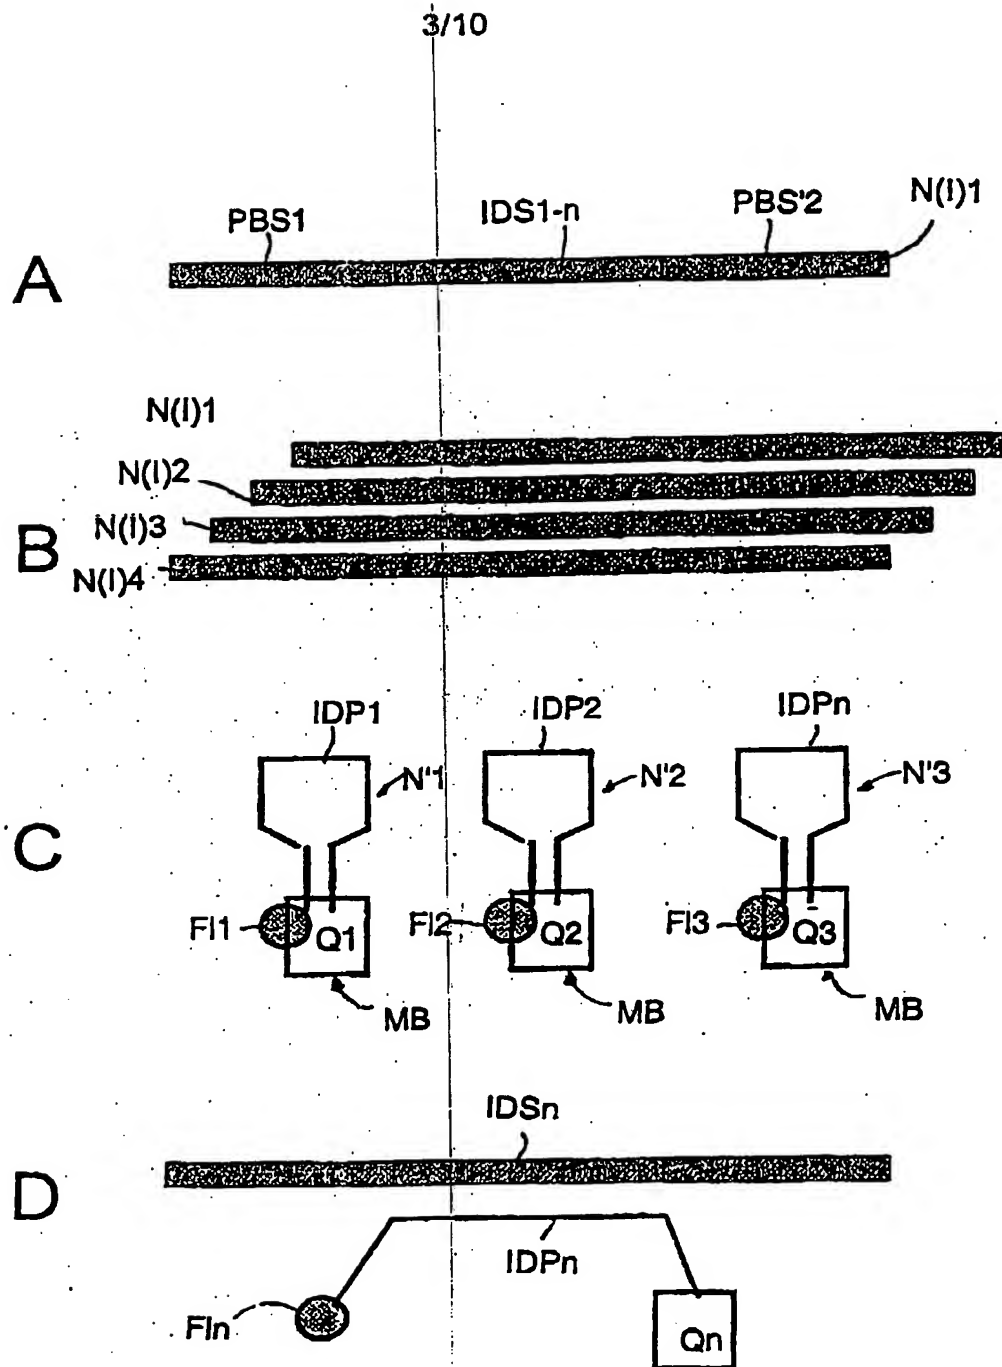 3/10
PBS1 IDS1-n PBS'2 N(I)1
A
N(I)1
N(I)2
N(I)3
B
N(I)4
IDP1 IDP2 IDPn
N'1 N'2 N'3
C
Fl1 Q1 Fl2 Q2 Fl3 Q3
MB MB MB
IDSn
D
IDPn
Fln
Qn